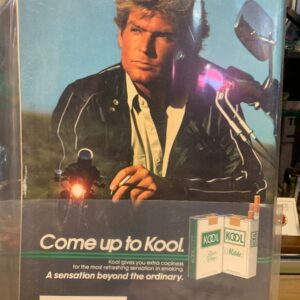 Come up to Kool.
Kool gives you extra coolness
for the most refreshing sensation in smoking.
A sensation beyond the ordinary.
KOOL
KOOL
Milds